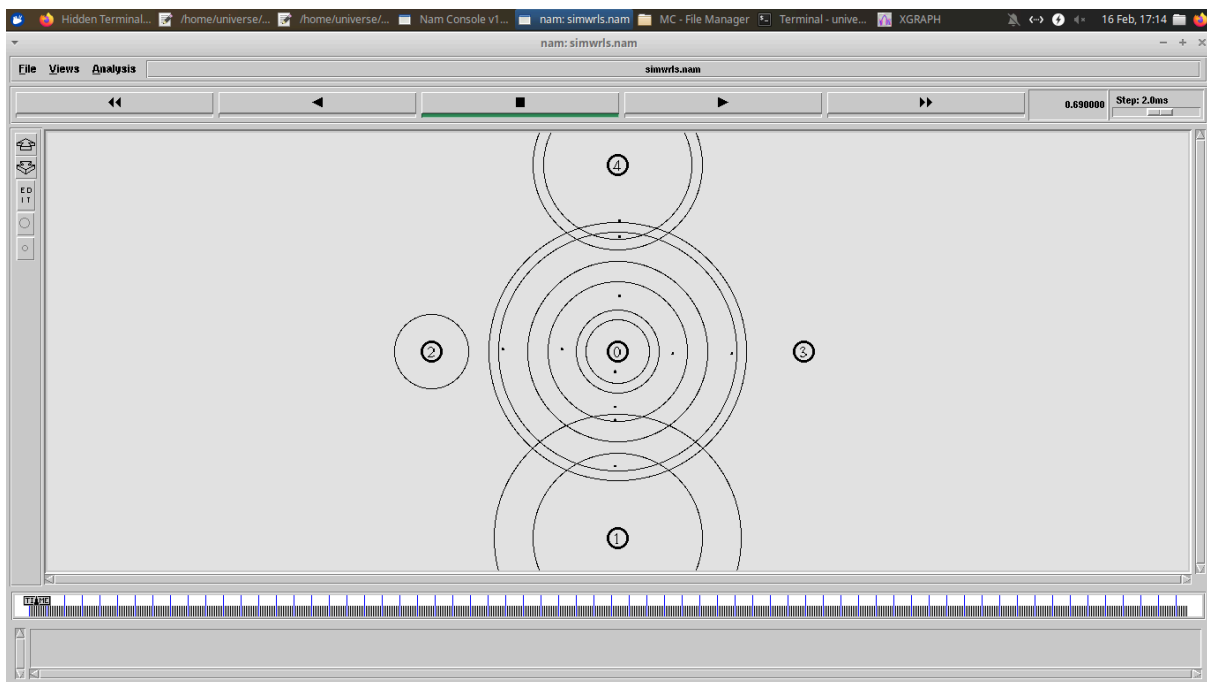 Hidden Terminal... /home/universe/... /home/universe/... Nam Console v1... nam: simwrls.nam MC - File Manager Terminal - unive... XGRAPH 16 Feb, 17:14
nam: simwrls.nam
File Views Analysis simwrls.nam
0.690000 Step: 2.0ms
E D
I T
4
2 0 3
1
TIME